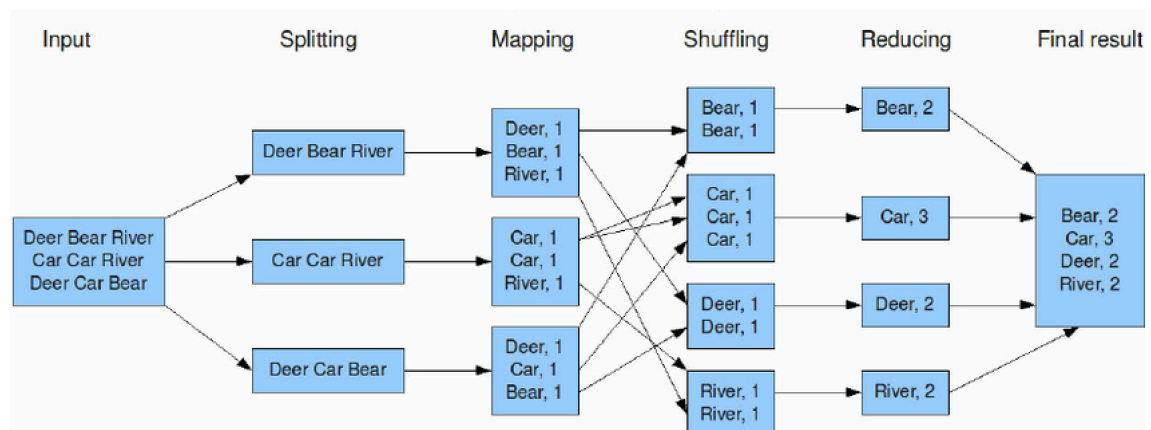 Input
Splitting
Mapping
Shuffling
Reducing
Final result
Deer Bear River
Car Car River
Deer Car Bear
Deer Bear River
Car Car River
Deer Car Bear
Deer, 1
Bear, 1
River, 1
Car, 1
Car, 1
River, 1
Deer, 1
Car, 1
Bear, 1
Bear, 1
Bear, 1
Car, 1
Car, 1
Car, 1
Deer, 1
Deer, 1
River, 1
River, 1
Bear, 2
Car, 3
Deer, 2
River, 2
Bear, 2
Car, 3
Deer, 2
River, 2